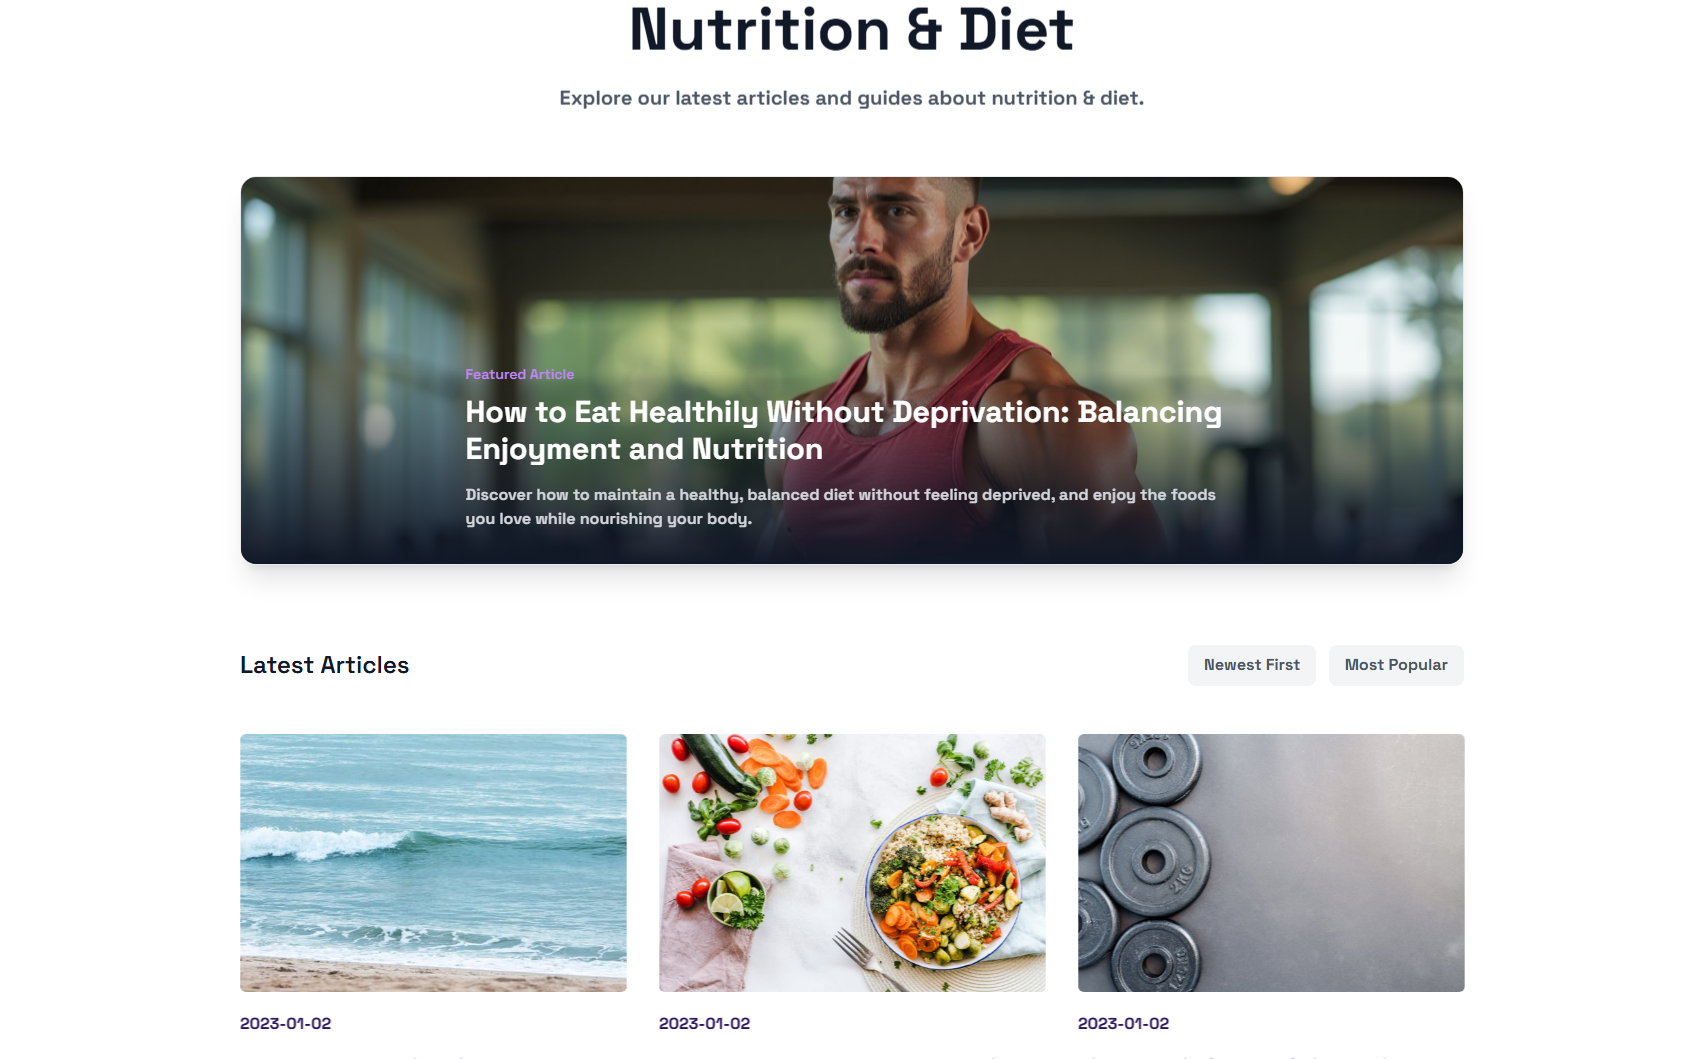 Nutrition & Diet
Explore our latest articles and guides about nutrition & diet.
Featured Article
How to Eat Healthily Without Deprivation: Balancing
Enjoyment and Nutrition
Discover how to maintain a healthy, balanced diet without feeling deprived, and enjoy the foods
you love while nourishing your body.
Latest Articles
Newest First
Most Popular
2KG
2023-01-02
2023-01-02
2023-01-02